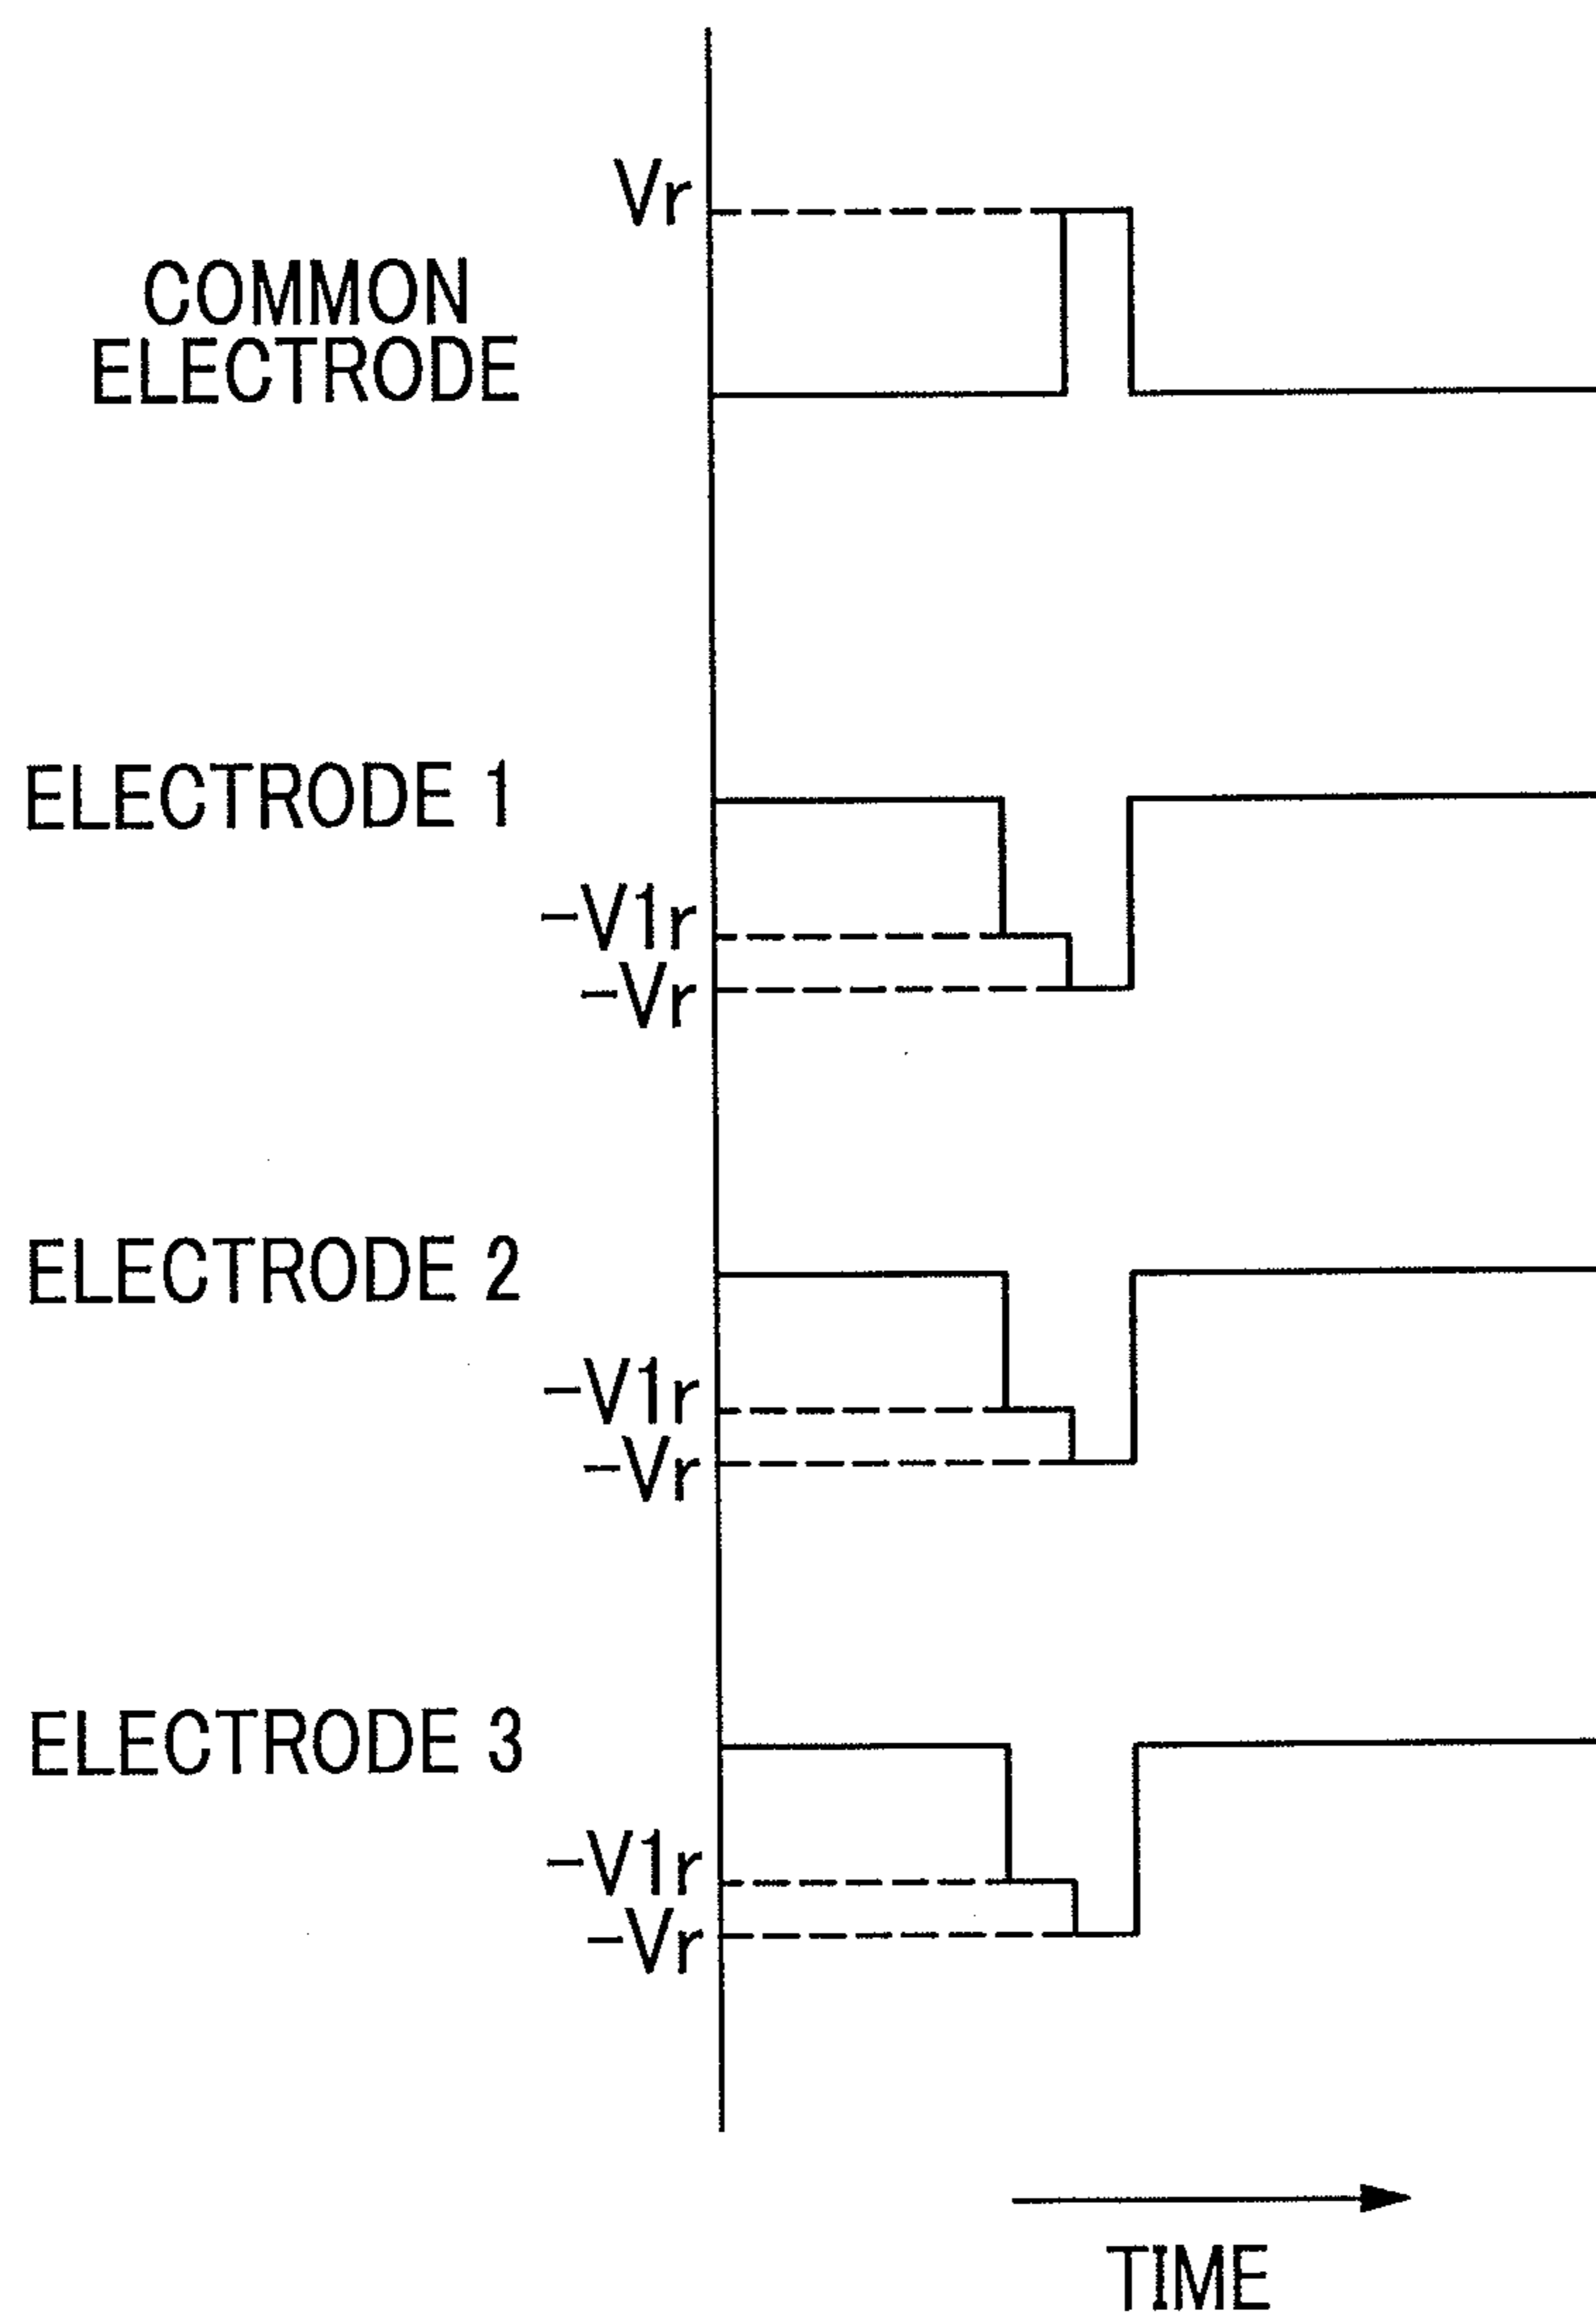 Vr
COMMON
ELECTRODE
ELECTRODE 1
-V1r
-Vr
ELECTRODE 2
-V1r
-Vr
ELECTRODE 3
-V1r
-Vr
TIME